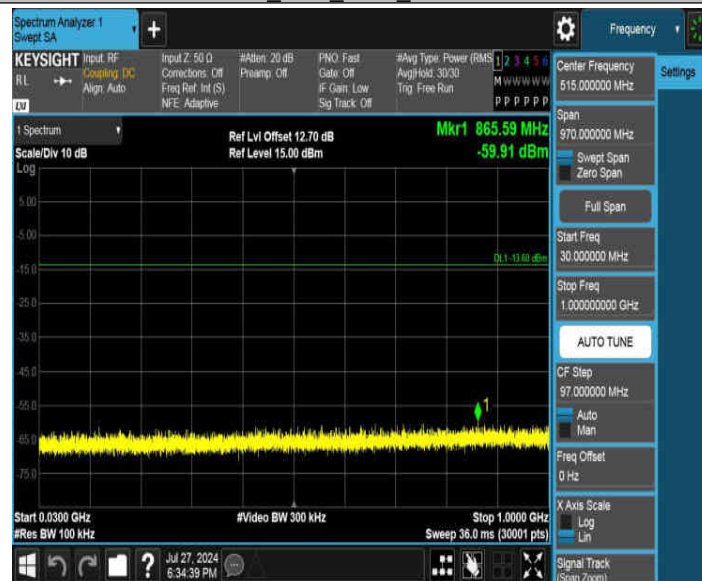 Spectrum Analyzer 1
Swept SA
Frequency
KEYSIGHT
RL
LXI
Input: RF
Coupling: DC
Align: Auto
Input Z: 50 Ω
Corrections: Off
Freq Ref: Int (S)
NFE: Adaptive
#Atten: 20 dB
Preamp: Off
PNO: Fast
Gate: Off
IF Gain: Low
Sig Track: Off
#Avg Type: Power (RMS
Avg|Hold: 30/30
Trig: Free Run
1 2 3 4 5 6
M W W W W W
P P P P P P
Center Frequency
515.000000 MHz
Settings
Span
970.000000 MHz
Swept Span
Zero Span
Full Span
Start Freq
30.000000 MHz
Stop Freq
1.000000000 GHz
AUTO TUNE
CF Step
97.000000 MHz
Auto
Man
Freq Offset
0 Hz
X Axis Scale
Log
Lin
Signal Track
(Span Zoom)
1 Spectrum
Scale/Div 10 dB
Log
Ref Lvl Offset 12.70 dB
Ref Level 15.00 dBm
Mkr1 865.59 MHz
-59.91 dBm
5.00
-5.00
DL1 -13.60 dBm
-15.0
-25.0
-35.0
-45.0
-55.0
1
-65.0
-75.0
Start 0.0300 GHz
#Video BW 300 kHz
Stop 1.0000 GHz
#Res BW 100 kHz
Sweep 36.0 ms (30001 pts)
?
Jul 27, 2024
6:34:39 PM